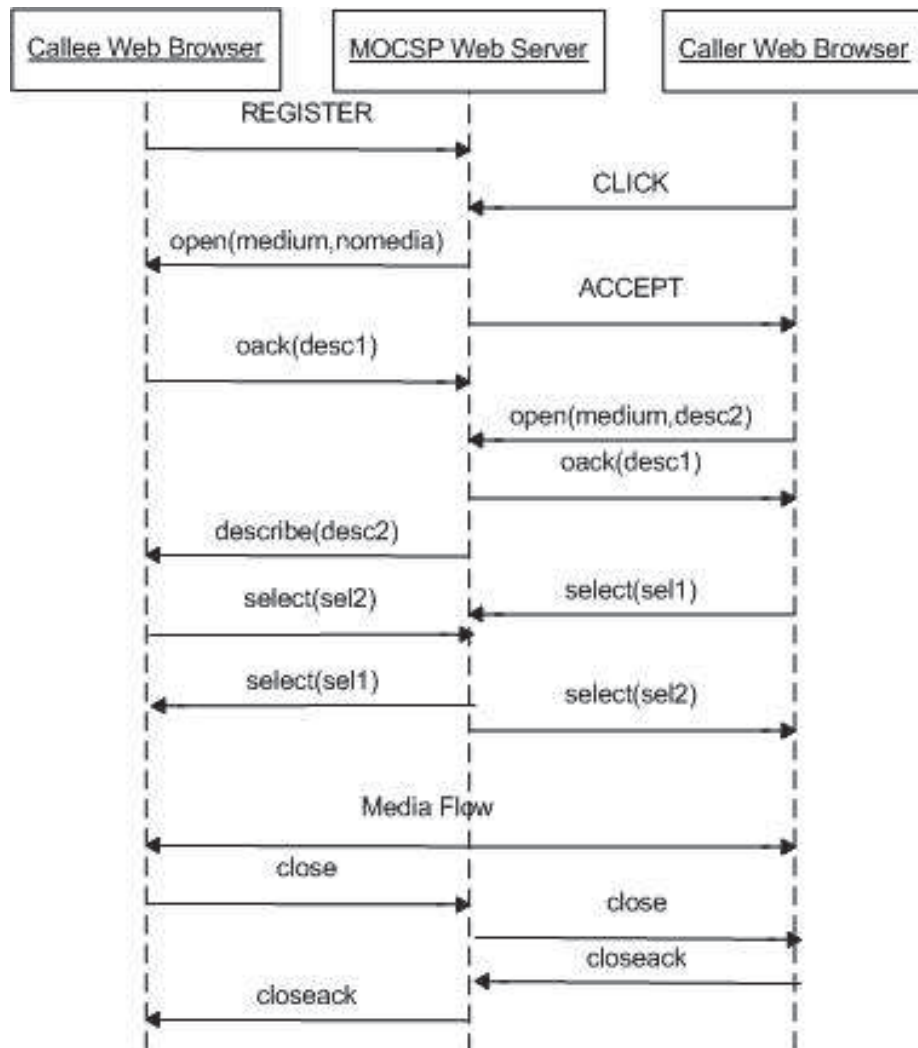 Callee Web Browser
MOCSP Web Server
Caller Web Browser
REGISTER
CLICK
open(medium,nomedia)
ACCEPT
oack(desc1)
open(medium,desc2)
oack(desc1)
describe(desc2)
select(sel2)
select(sel1)
select(sel1)
select(sel2)
Media Flow
close
close
closeack
closeack